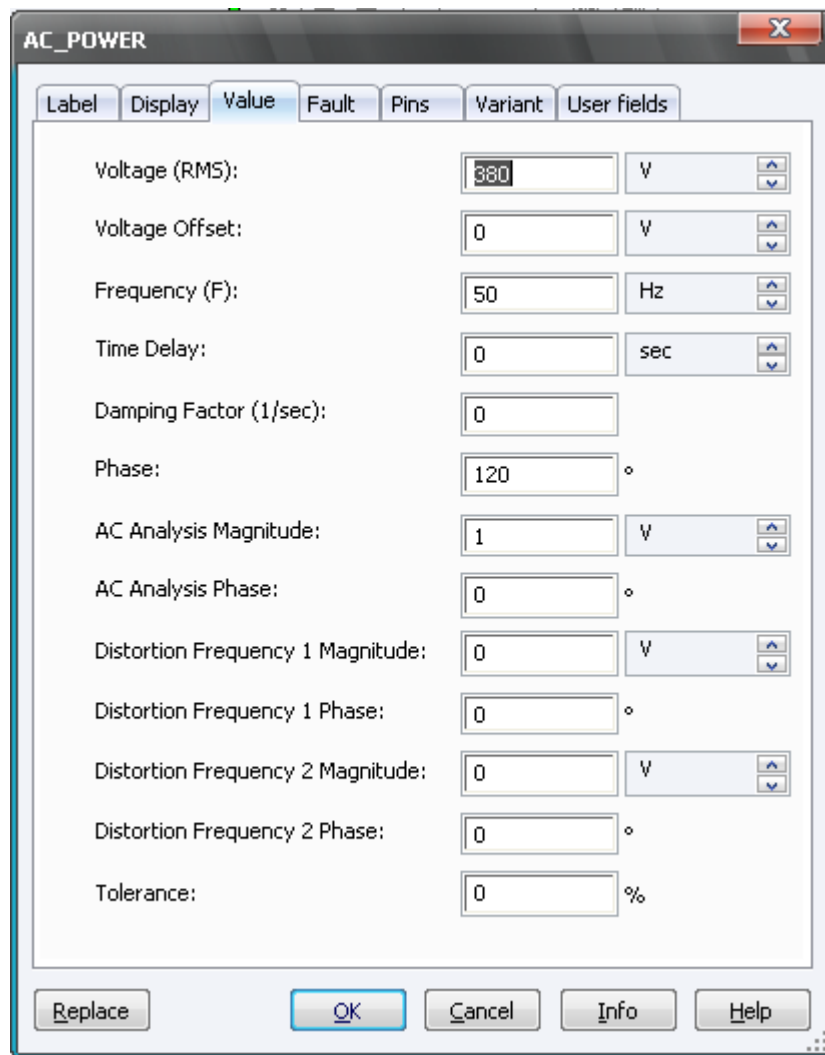 AC_POWER
Label Display Value Fault Pins Variant User fields
Voltage (RMS): 380 V
Voltage Offset: 0 V
Frequency (F): 50 Hz
Time Delay: 0 sec
Damping Factor (1/sec): 0
Phase: 120 °
AC Analysis Magnitude: 1 V
AC Analysis Phase: 0 °
Distortion Frequency 1 Magnitude: 0 V
Distortion Frequency 1 Phase: 0 °
Distortion Frequency 2 Magnitude: 0 V
Distortion Frequency 2 Phase: 0 °
Tolerance: 0 %
Replace OK Cancel Info Help